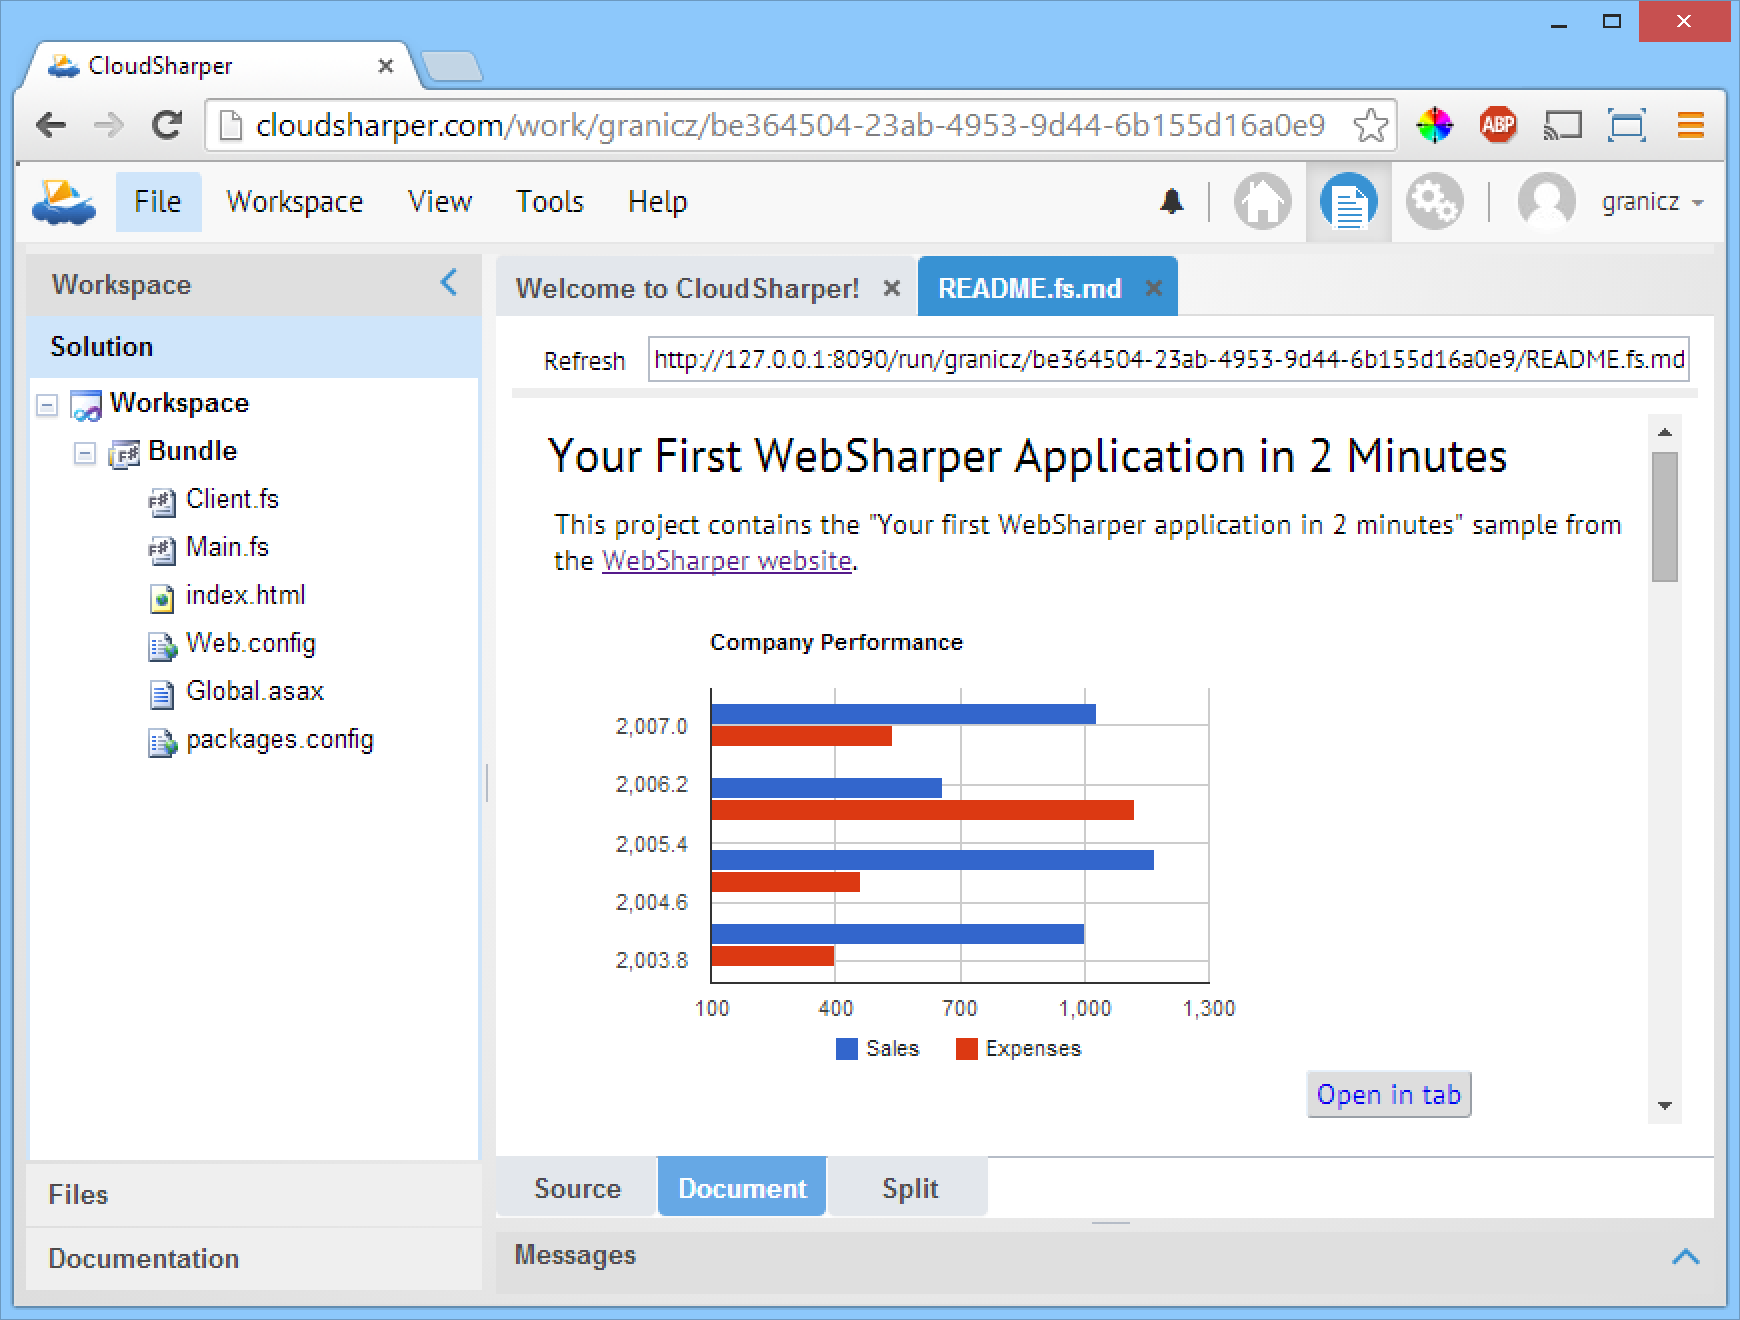 CloudSharper
cloudsharper.com/work/granicz/be364504-23ab-4953-9d44-6b155d16a0e9
ABP
File Workspace View Tools Help
granicz
Workspace
Solution
Workspace
Bundle
F#
Client.fs
F#
Main.fs
F#
index.html
Web.config
Global.asax
packages.config
Files
Documentation
Welcome to CloudSharper!
README.fs.md
Refresh
http://127.0.0.1:8090/run/granicz/be364504-23ab-4953-9d44-6b155d16a0e9/README.fs.md
Your First WebSharper Application in 2 Minutes
This project contains the "Your first WebSharper application in 2 minutes" sample from
the WebSharper website.
Company Performance
2,007.0
2,006.2
2,005.4
2,004.6
2,003.8
100 400 700 1,000 1,300
Sales Expenses
Open in tab
Source Document Split
Messages